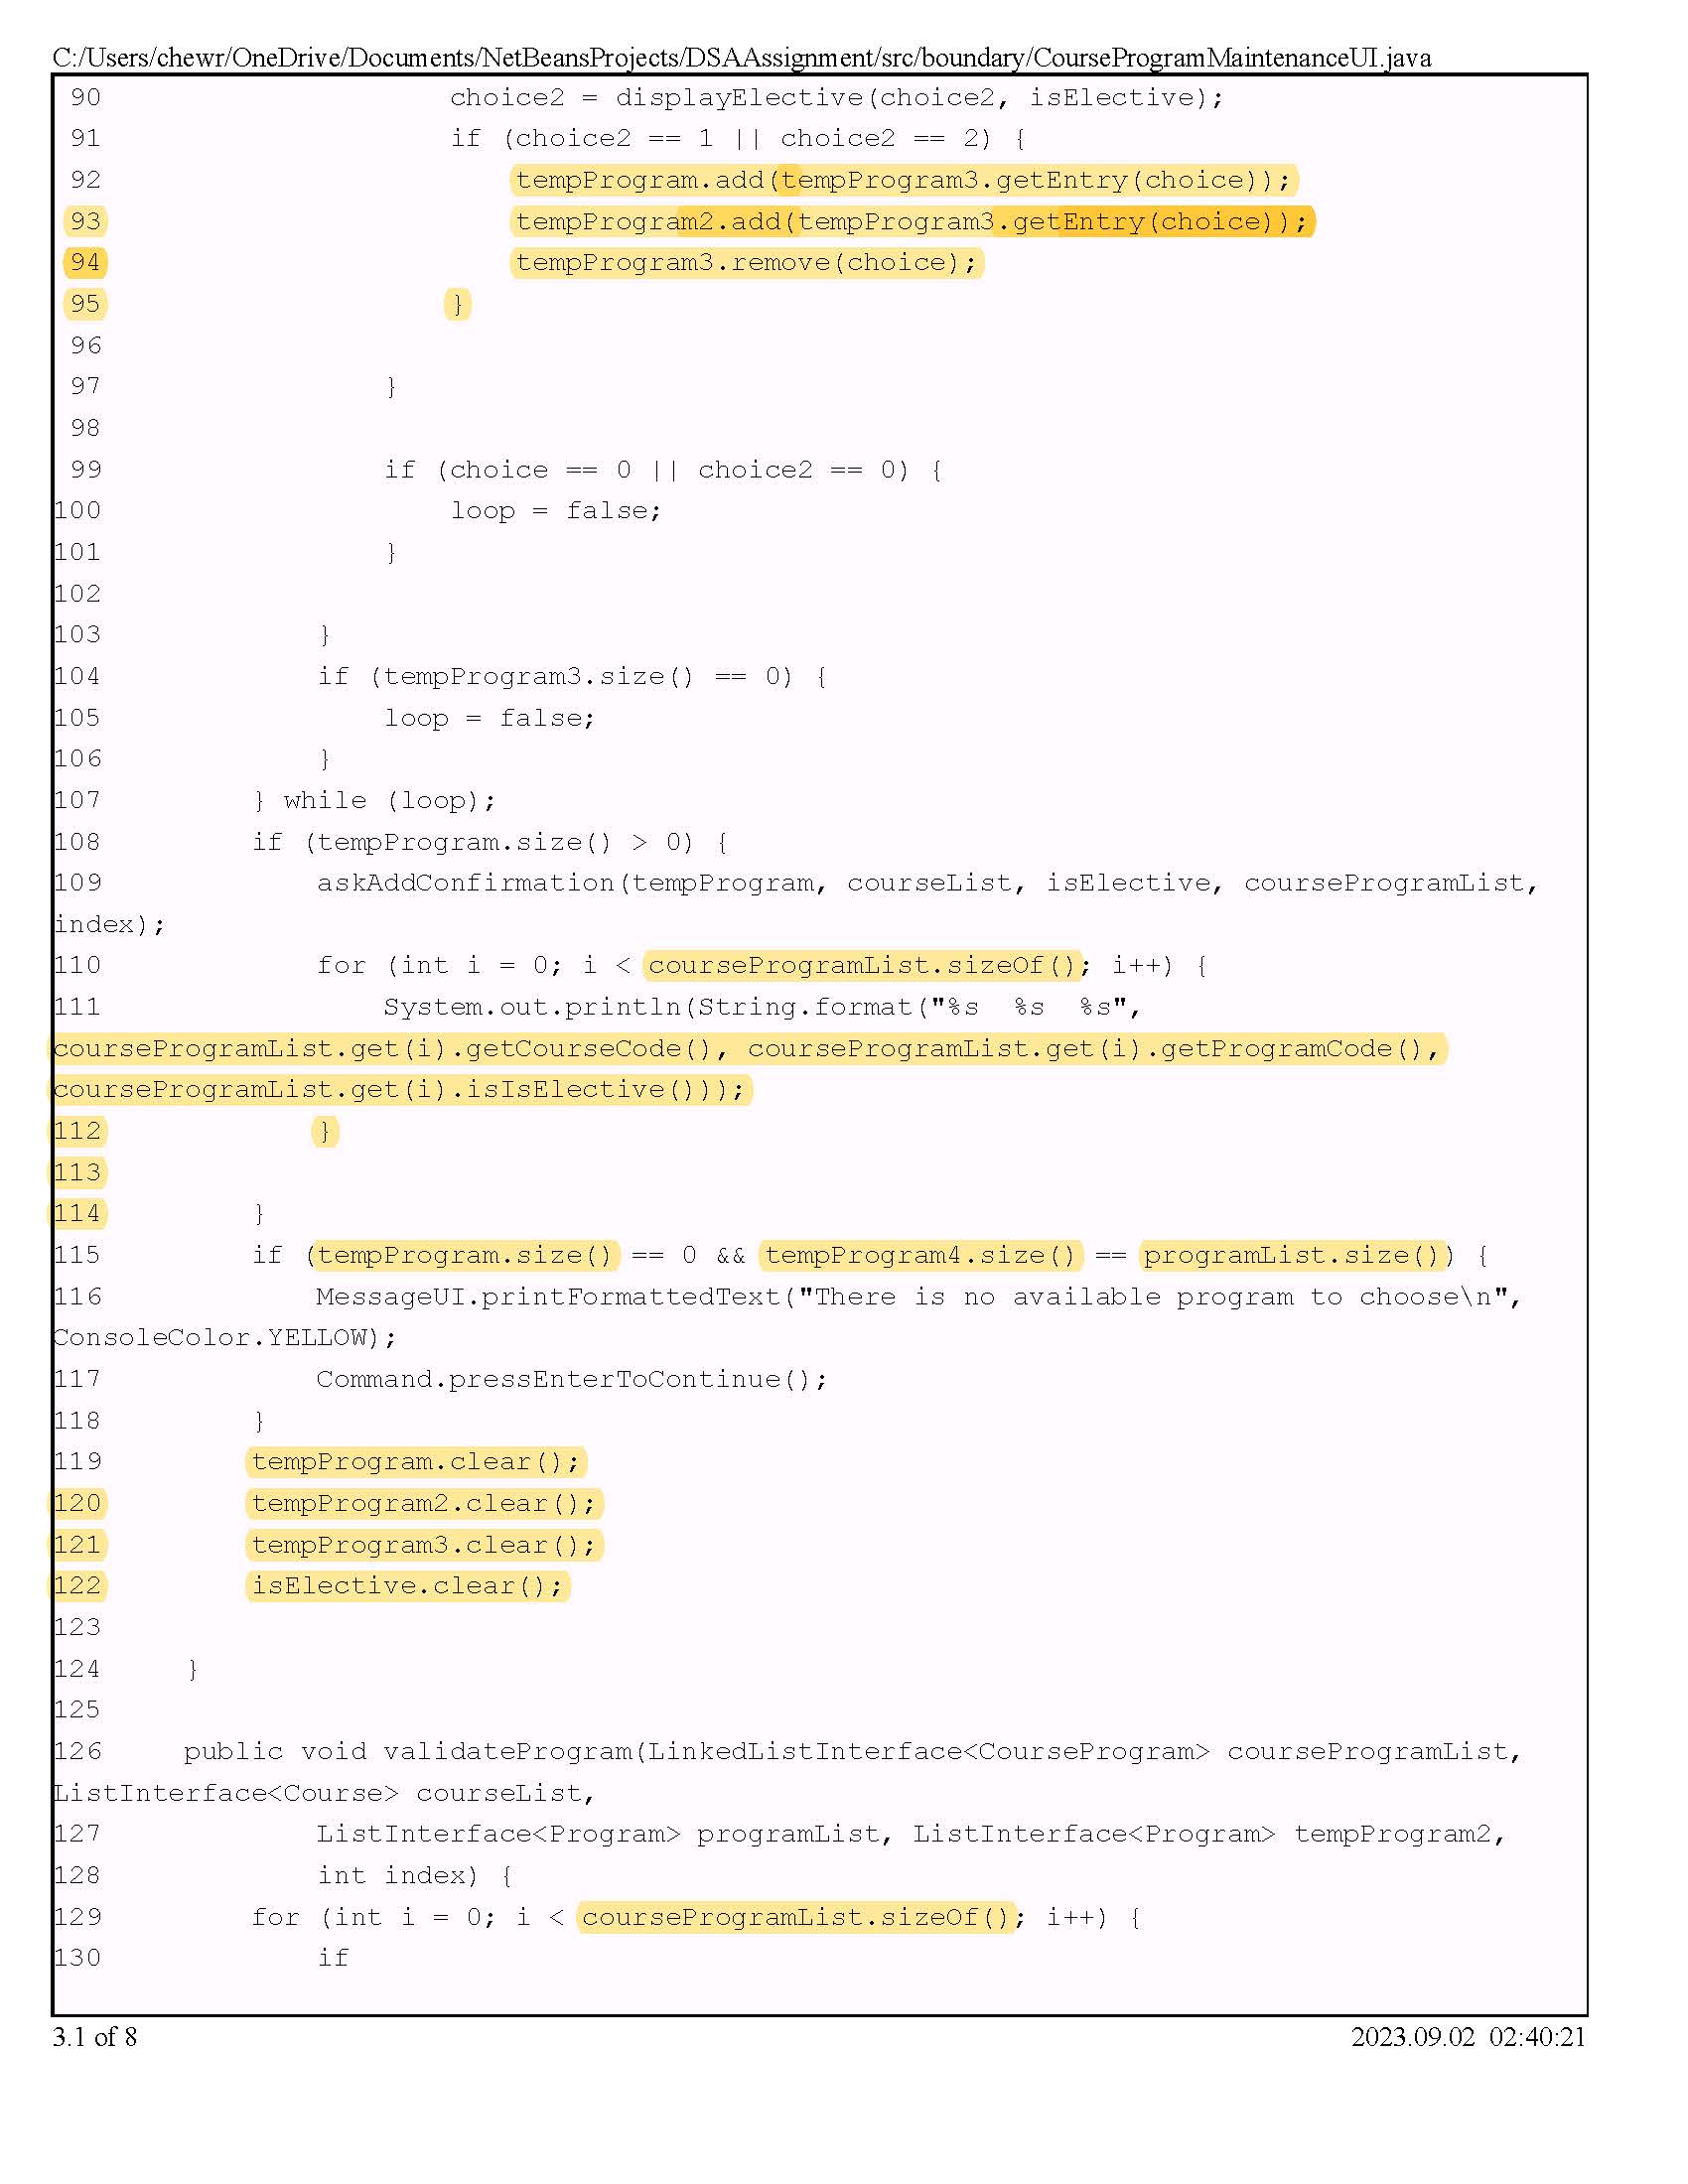 C:/Users/chewr/OneDrive/Documents/NetBeansProjects/DSAAssignment/src/boundary/CourseProgramMaintenanceUI.java
90                     choice2 = displayElective(choice2, isElective);
91                     if (choice2 == 1 || choice2 == 2) {
92                         tempProgram.add(tempProgram3.getEntry(choice));
93                         tempProgram2.add(tempProgram3.getEntry(choice));
94                         tempProgram3.remove(choice);
95                     }
96
97                 }
98
99                 if (choice == 0 || choice2 == 0) {
100                     loop = false;
101                 }
102
103             }
104             if (tempProgram3.size() == 0) {
105                 loop = false;
106             }
107         } while (loop);
108         if (tempProgram.size() > 0) {
109             askAddConfirmation(tempProgram, courseList, isElective, courseProgramList,
index);
110             for (int i = 0; i < courseProgramList.sizeOf(); i++) {
111                 System.out.println(String.format("%s  %s  %s",
courseProgramList.get(i).getCourseCode(), courseProgramList.get(i).getProgramCode(),
courseProgramList.get(i).isIsElective()));
112             }
113
114         }
115         if (tempProgram.size() == 0 && tempProgram4.size() == programList.size()) {
116             MessageUI.printFormattedText("There is no available program to choose\n",
ConsoleColor.YELLOW);
117             Command.pressEnterToContinue();
118         }
119         tempProgram.clear();
120         tempProgram2.clear();
121         tempProgram3.clear();
122         isElective.clear();
123
124     }
125
126     public void validateProgram(LinkedListInterface<CourseProgram> courseProgramList,
ListInterface<Course> courseList,
127             ListInterface<Program> programList, ListInterface<Program> tempProgram2,
128             int index) {
129         for (int i = 0; i < courseProgramList.sizeOf(); i++) {
130             if
3.1 of 8
2023.09.02  02:40:21